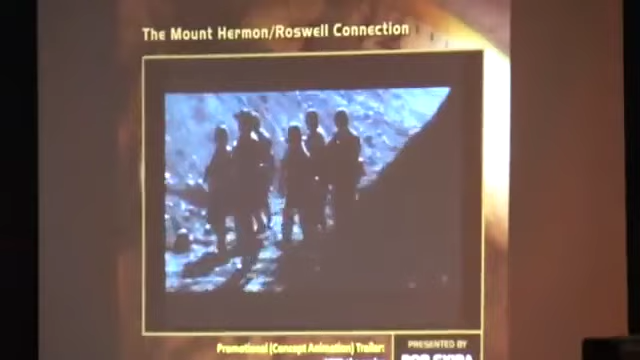 The Mount Hermon/Roswell Connection
Promotional (Concept Animation) Trailer:
PRESENTED BY